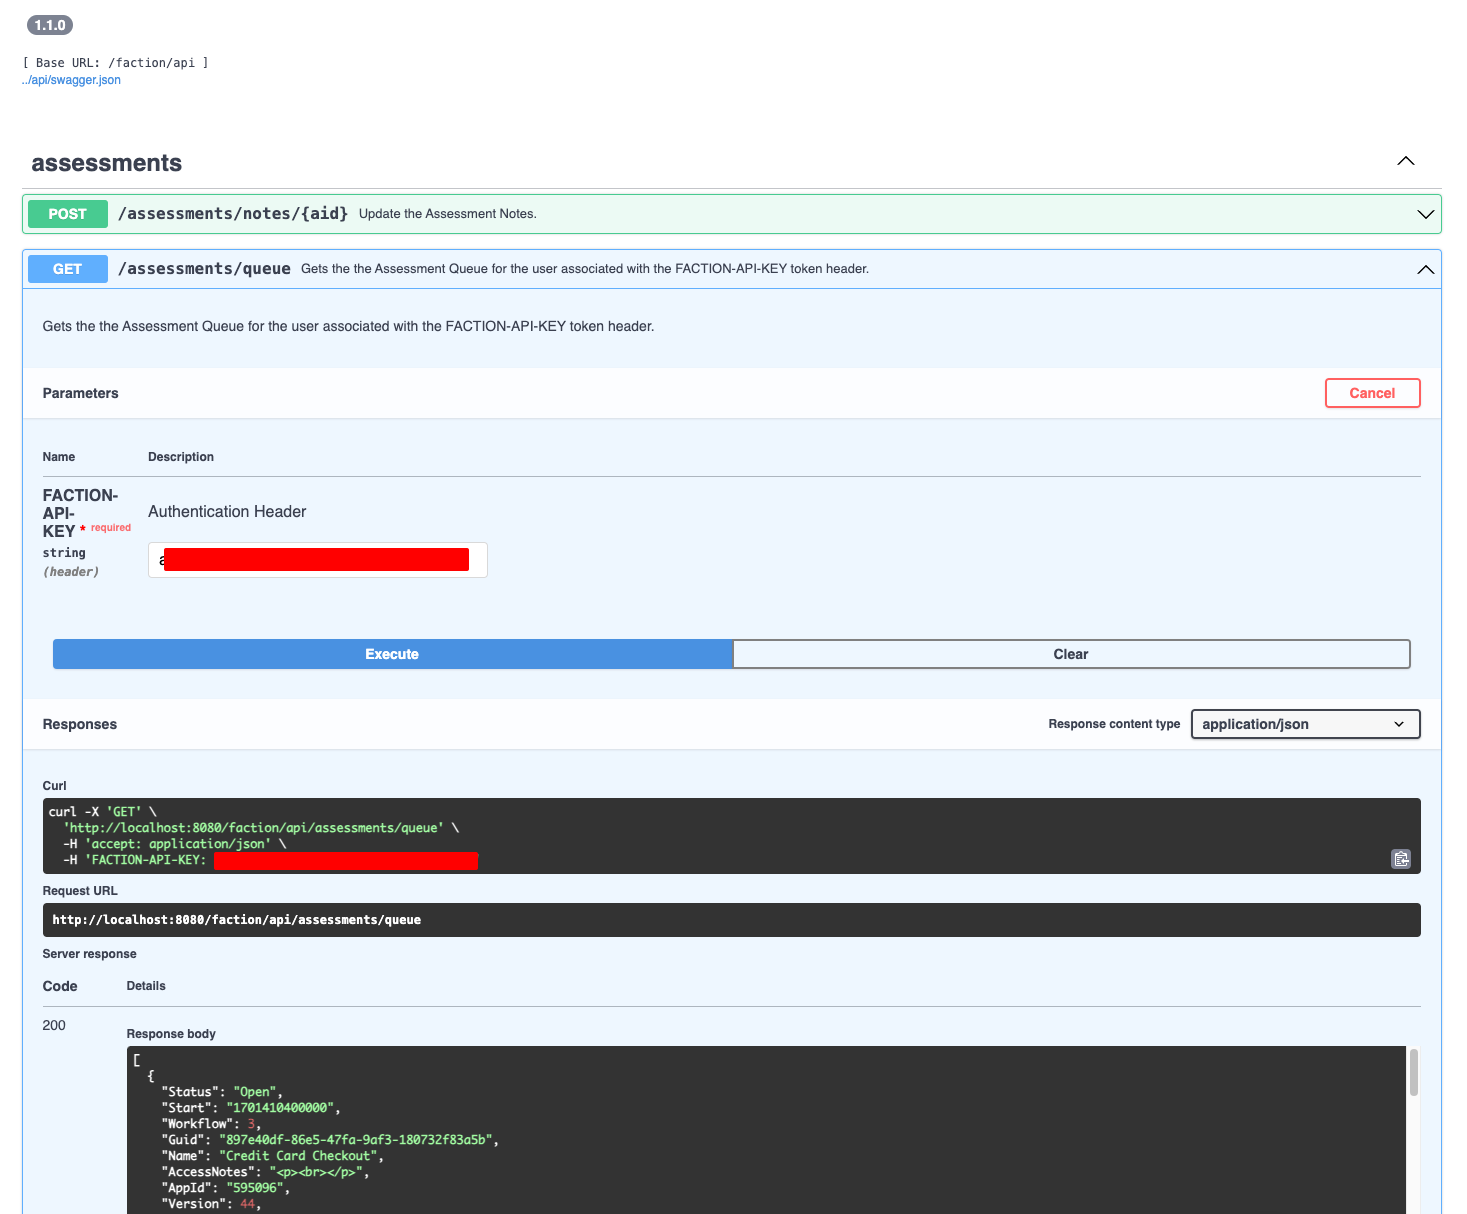 1.1.0
[ Base URL: /faction/api ]
../api/swagger.json
assessments
POST /assessments/notes/{aid} Update the Assessment Notes.
GET /assessments/queue Gets the the Assessment Queue for the user associated with the FACTION-API-KEY token header.
Gets the the Assessment Queue for the user associated with the FACTION-API-KEY token header.
Parameters Cancel
Name Description
FACTION-
API-
KEY * required
string
(header)
Authentication Header
a
Execute Clear
Responses Response content type application/json
Curl
curl -X 'GET' \
'http://localhost:8080/faction/api/assessments/queue' \
-H 'accept: application/json' \
-H 'FACTION-API-KEY:
Request URL
http://localhost:8080/faction/api/assessments/queue
Server response
Code Details
200
Response body
[
{
"Status": "Open",
"Start": "1701410400000",
"Workflow": 3,
"Guid": "897e40df-86e5-47fa-9af3-180732f83a5b",
"Name": "Credit Card Checkout",
"AccessNotes": "<p><br></p>",
"AppId": "595096",
"Version": 44,